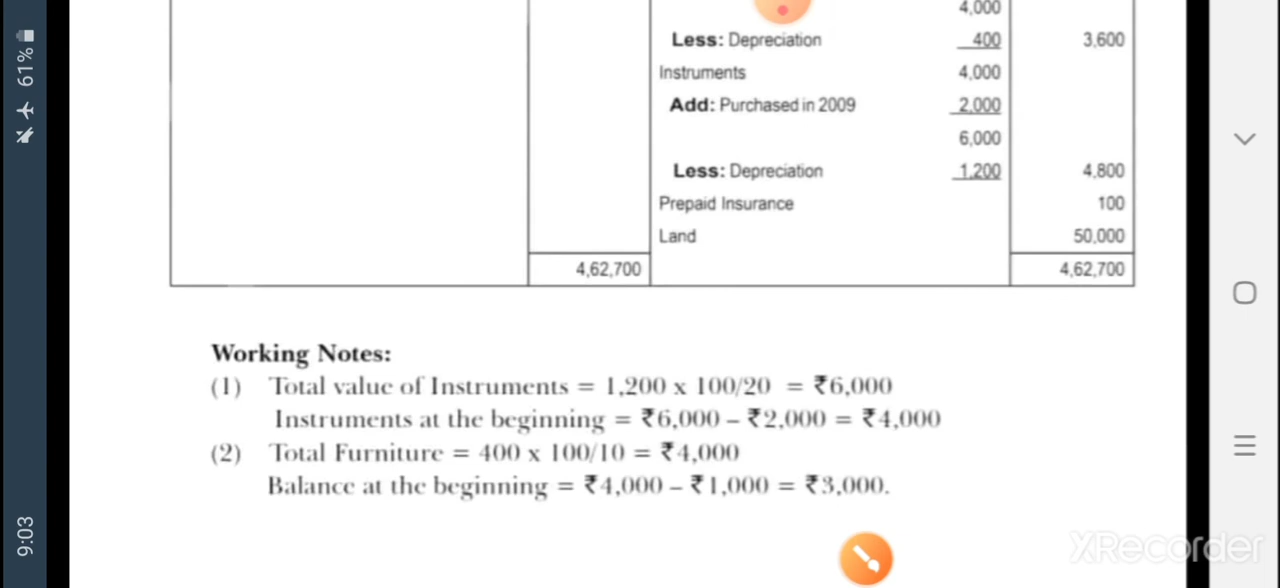 4,000
Less: Depreciation 400 3,600
Instruments 4,000
Add: Purchased in 2009 2,000
6,000
Less: Depreciation 1,200 4,800
Prepaid Insurance 100
Land 50,000
4,62,700 4,62,700
Working Notes:
(1) Total value of Instruments = 1,200 x 100/20 = ₹6,000
Instruments at the beginning = ₹6,000 – ₹2,000 = ₹4,000
(2) Total Furniture = 400 x 100/10 = ₹4,000
Balance at the beginning = ₹4,000 – ₹1,000 = ₹3,000.
61%
9:03
XRecorder